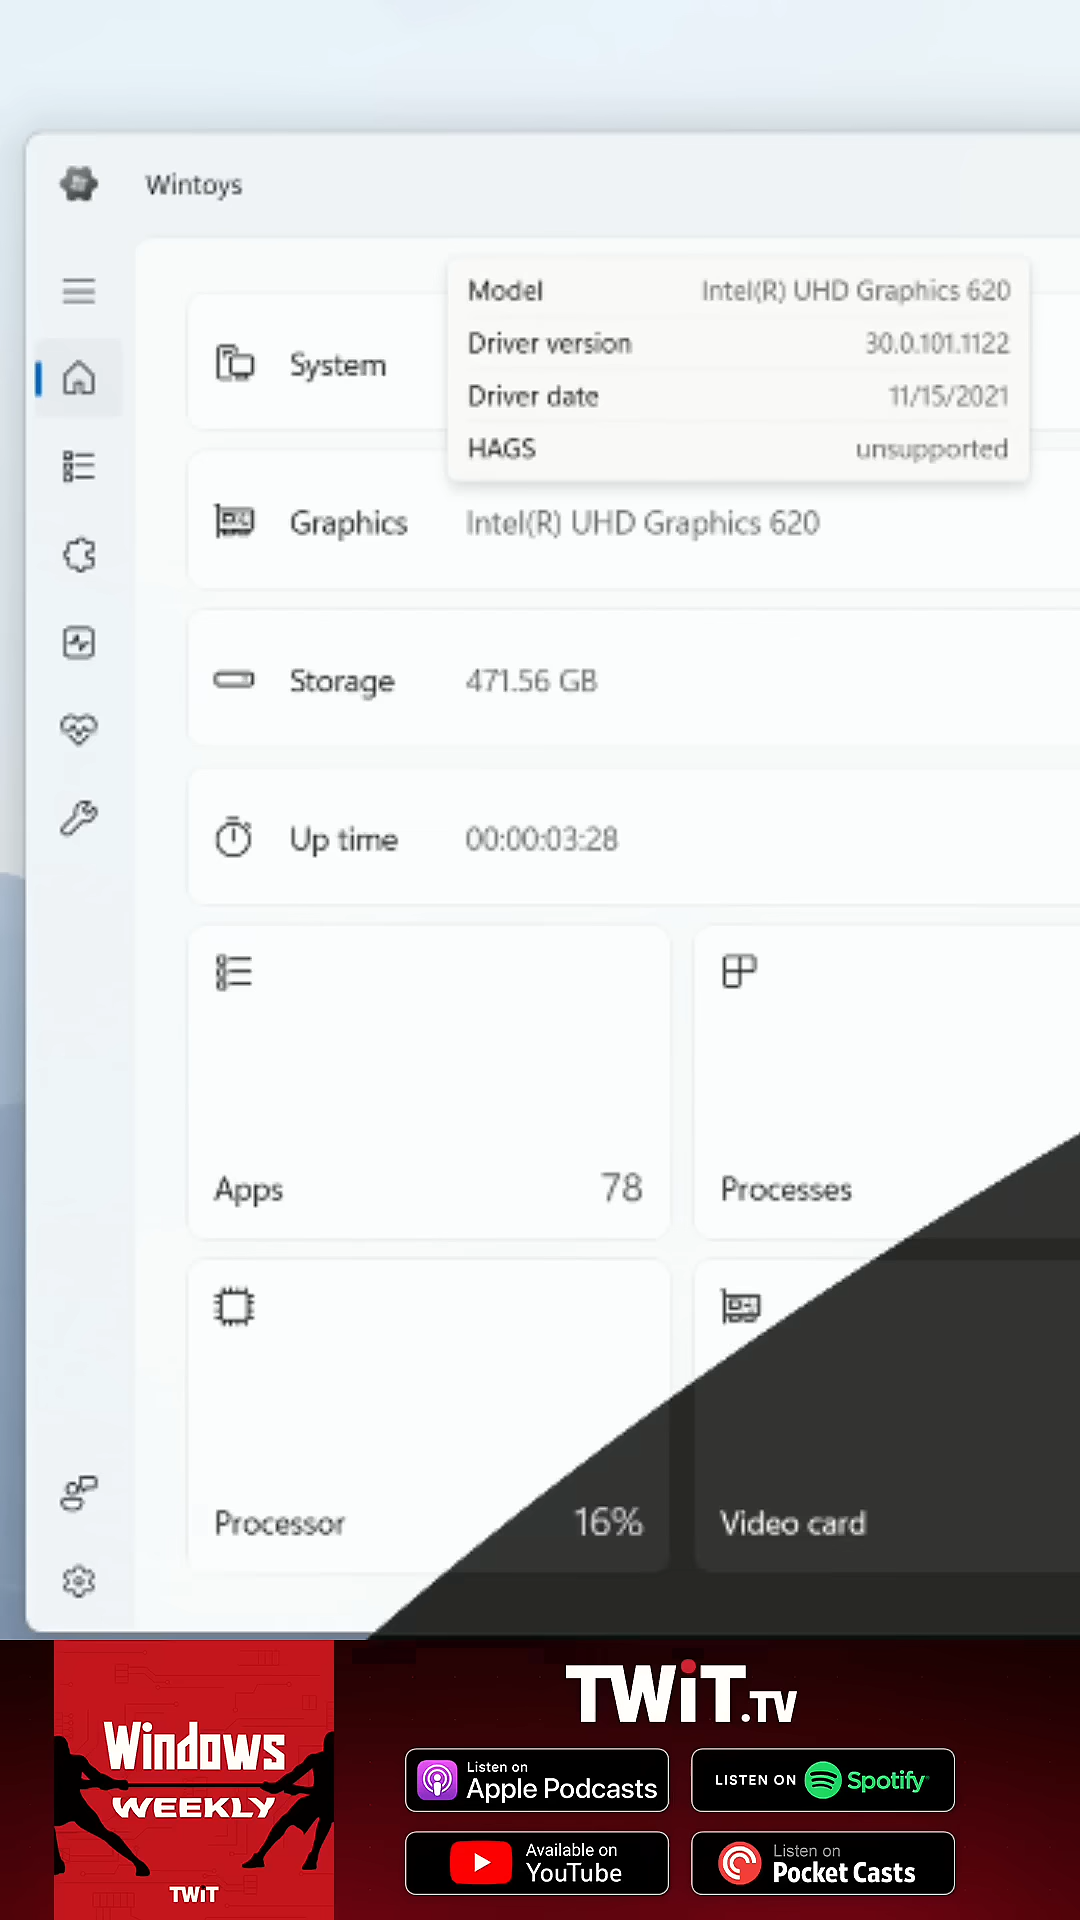 Wintoys
Model Intel(R) UHD Graphics 620
Driver version 30.0.101.1122
Driver date 11/15/2021
HAGS unsupported
System
Graphics Intel(R) UHD Graphics 620
Storage 471.56 GB
Up time 00:00:03:28
Apps 78
Processes
Processor 16%
Video card
Windows
WEEKLY
TWiT
TWiT.TV
Listen on
Apple Podcasts
LISTEN ON Spotify
Available on
YouTube
Listen on
Pocket Casts